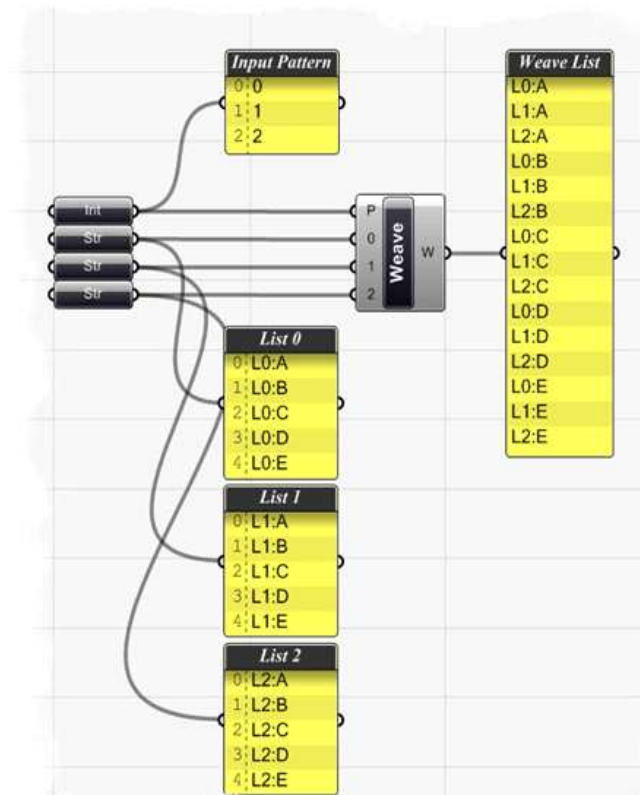 Input Pattern
0 0
1 1
2 2
Weave List
L0:A
L1:A
L2:A
L0:B
L1:B
L2:B
L0:C
L1:C
L2:C
L0:D
L1:D
L2:D
L0:E
L1:E
L2:E
Int
Str
Str
Str
P
0
1
2
Weave
W
List 0
0 L0:A
1 L0:B
2 L0:C
3 L0:D
4 L0:E
List 1
0 L1:A
1 L1:B
2 L1:C
3 L1:D
4 L1:E
List 2
0 L2:A
1 L2:B
2 L2:C
3 L2:D
4 L2:E